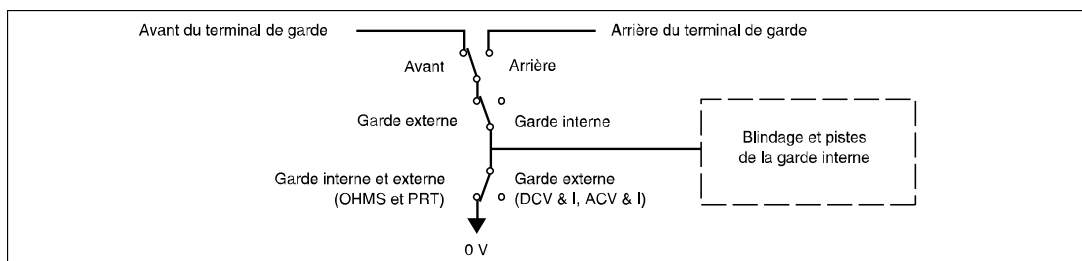 Avant du terminal de garde
Arrière du terminal de garde
Avant
Arrière
Garde externe
Garde interne
Blindage et pistes
de la garde interne
Garde interne et externe
(OHMS et PRT)
Garde externe
(DCV & I, ACV & I)
0 V